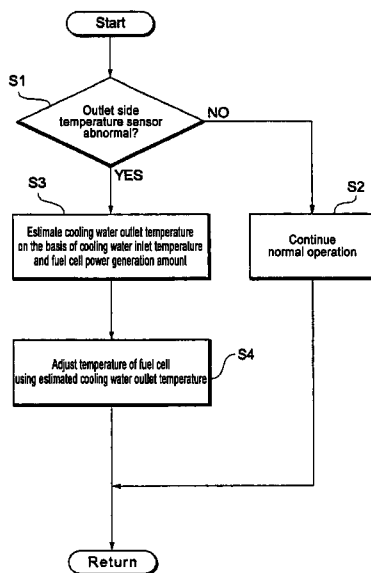 Start
S1
Outlet side
temperature sensor
abnormal?
NO
YES
S3
S2
Estimate cooling water outlet temperature
on the basis of cooling water inlet temperature
and fuel cell power generation amount
Continue
normal operation
Adjust temperature of fuel cell
using estimated cooling water outlet temperature
S4
Return